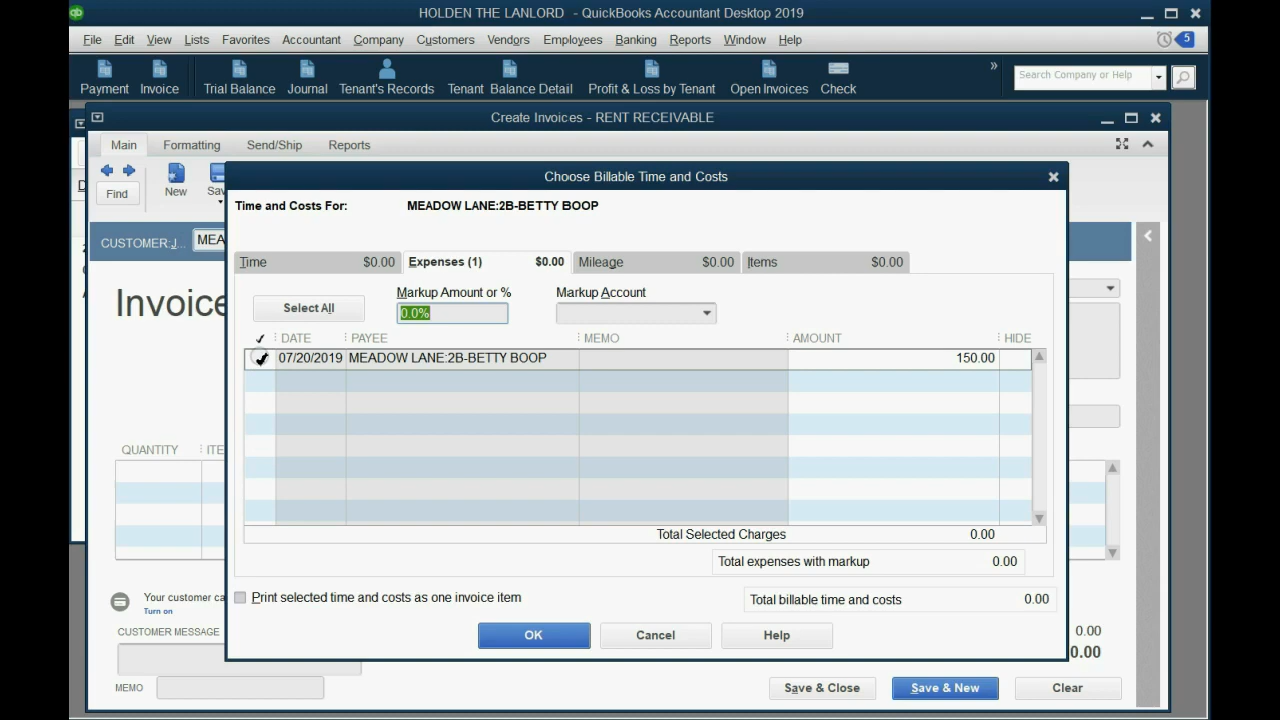 HOLDEN THE LANLORD - QuickBooks Accountant Desktop 2019
File Edit View Lists Favorites Accountant Company Customers Vendors Employees Banking Reports Window Help 5
Payment Invoice Trial Balance Journal Tenant's Records Tenant Balance Detail Profit & Loss by Tenant Open Invoices Check » Search Company or Help
Create Invoices - RENT RECEIVABLE
Main Formatting Send/Ship Reports
Find New
Choose Billable Time and Costs
Time and Costs For: MEADOW LANE:2B-BETTY BOOP
CUSTOMER:J... MEA
Time $0.00 Expenses (1) $0.00 Mileage $0.00 Items $0.00
Invoice
Select All Markup Amount or % Markup Account
0.0%
✓ DATE PAYEE MEMO AMOUNT HIDE
✓ 07/20/2019 MEADOW LANE:2B-BETTY BOOP 150.00
QUANTITY ITE
Total Selected Charges 0.00
Total expenses with markup 0.00
Your customer ca
Turn on
Print selected time and costs as one invoice item
Total billable time and costs 0.00
CUSTOMER MESSAGE
OK Cancel Help
0.00
0.00
MEMO
Save & Close Save & New Clear